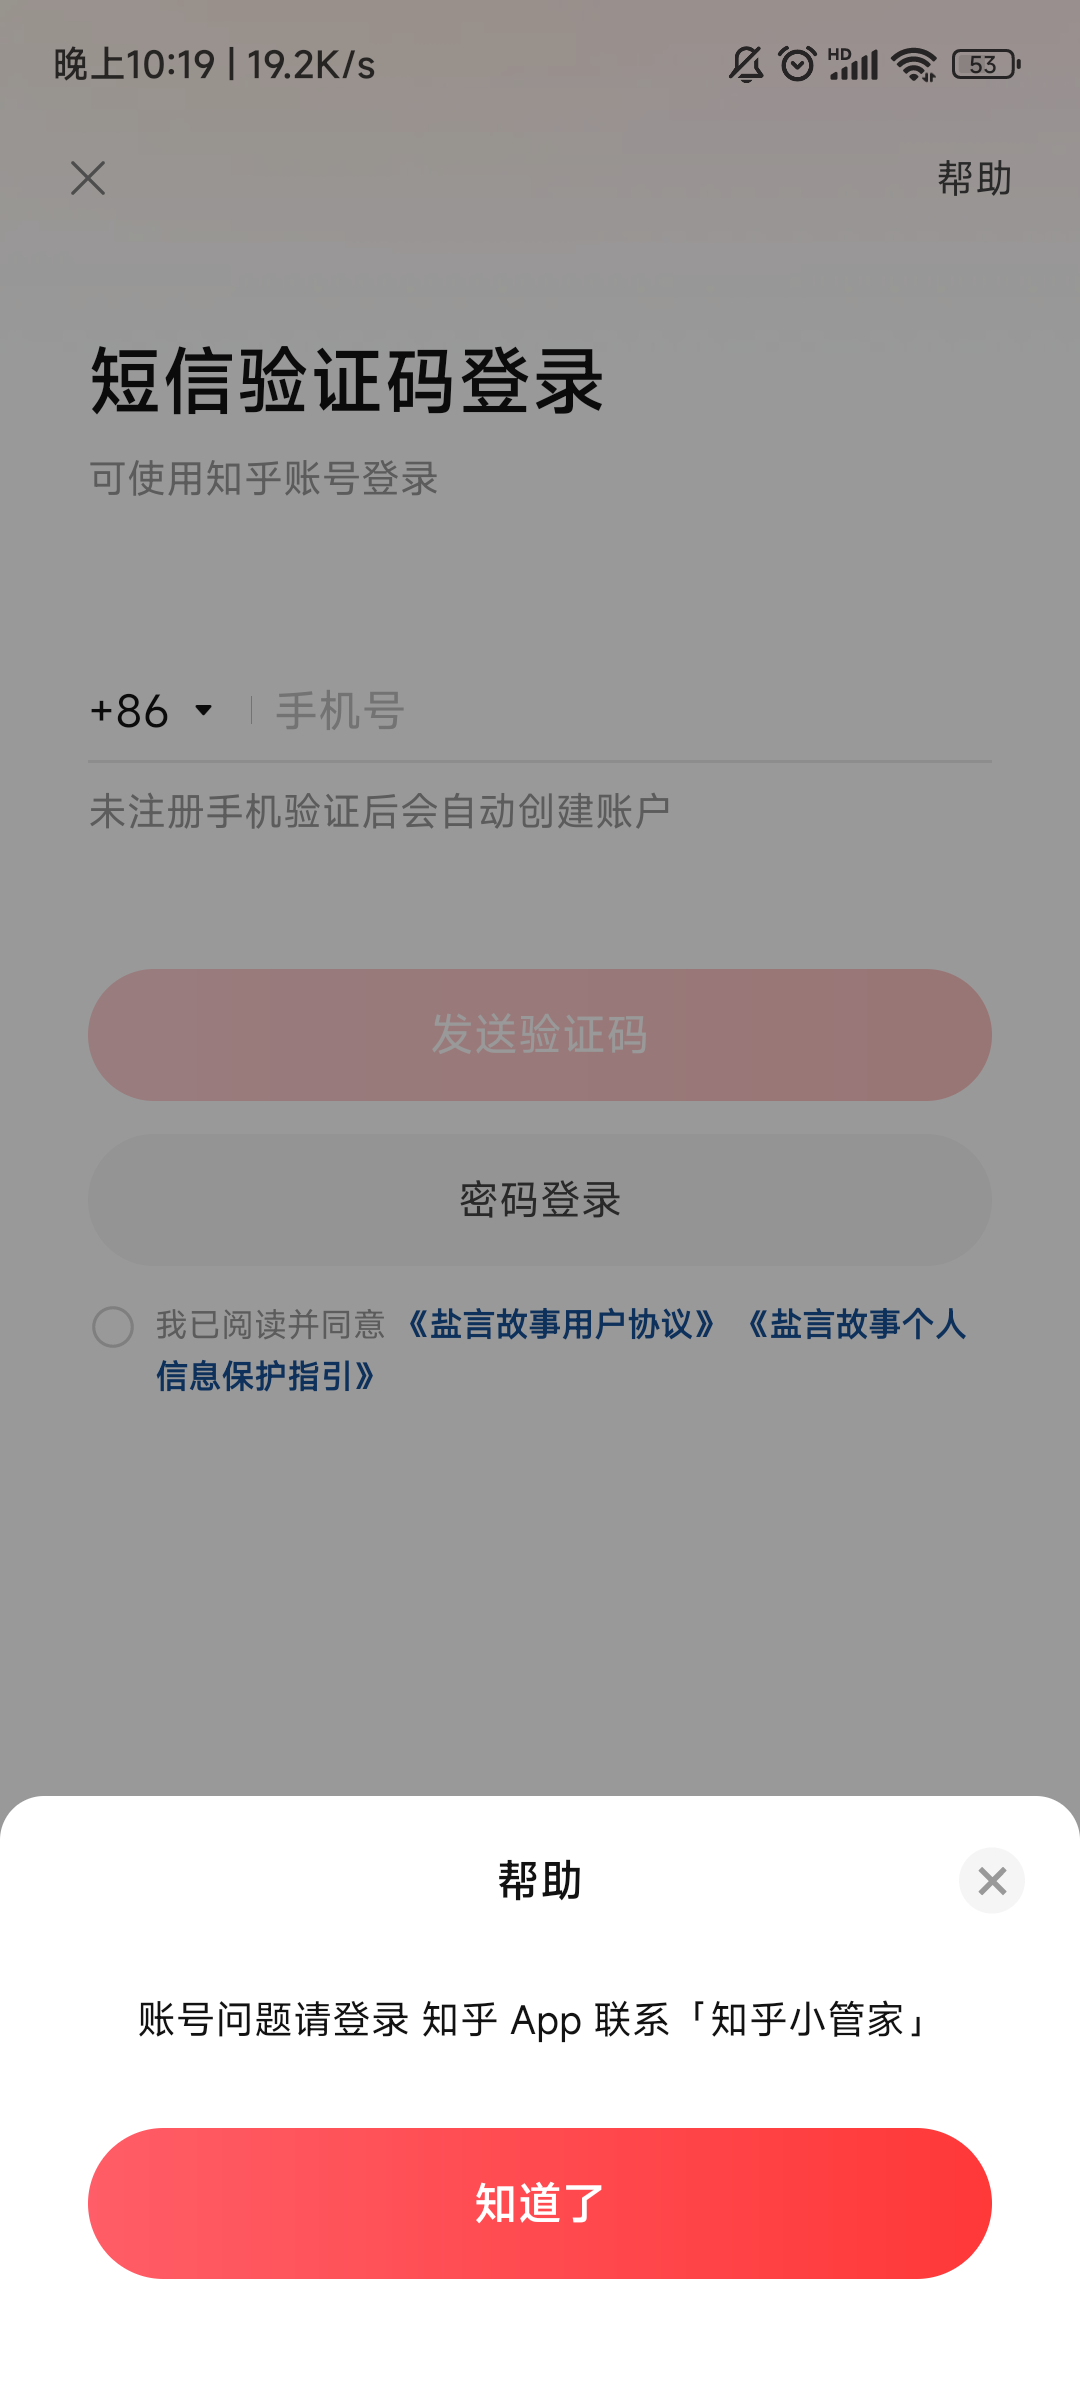 晚上10:19 | 19.2K/s
HD
53
帮助
短信验证码登录
可使用知乎账号登录
+86
手机号
未注册手机验证后会自动创建账户
发送验证码
密码登录
我已阅读并同意 《盐言故事用户协议》 《盐言故事个人
信息保护指引》
帮助
账号问题请登录 知乎 App 联系「知乎小管家」
知道了